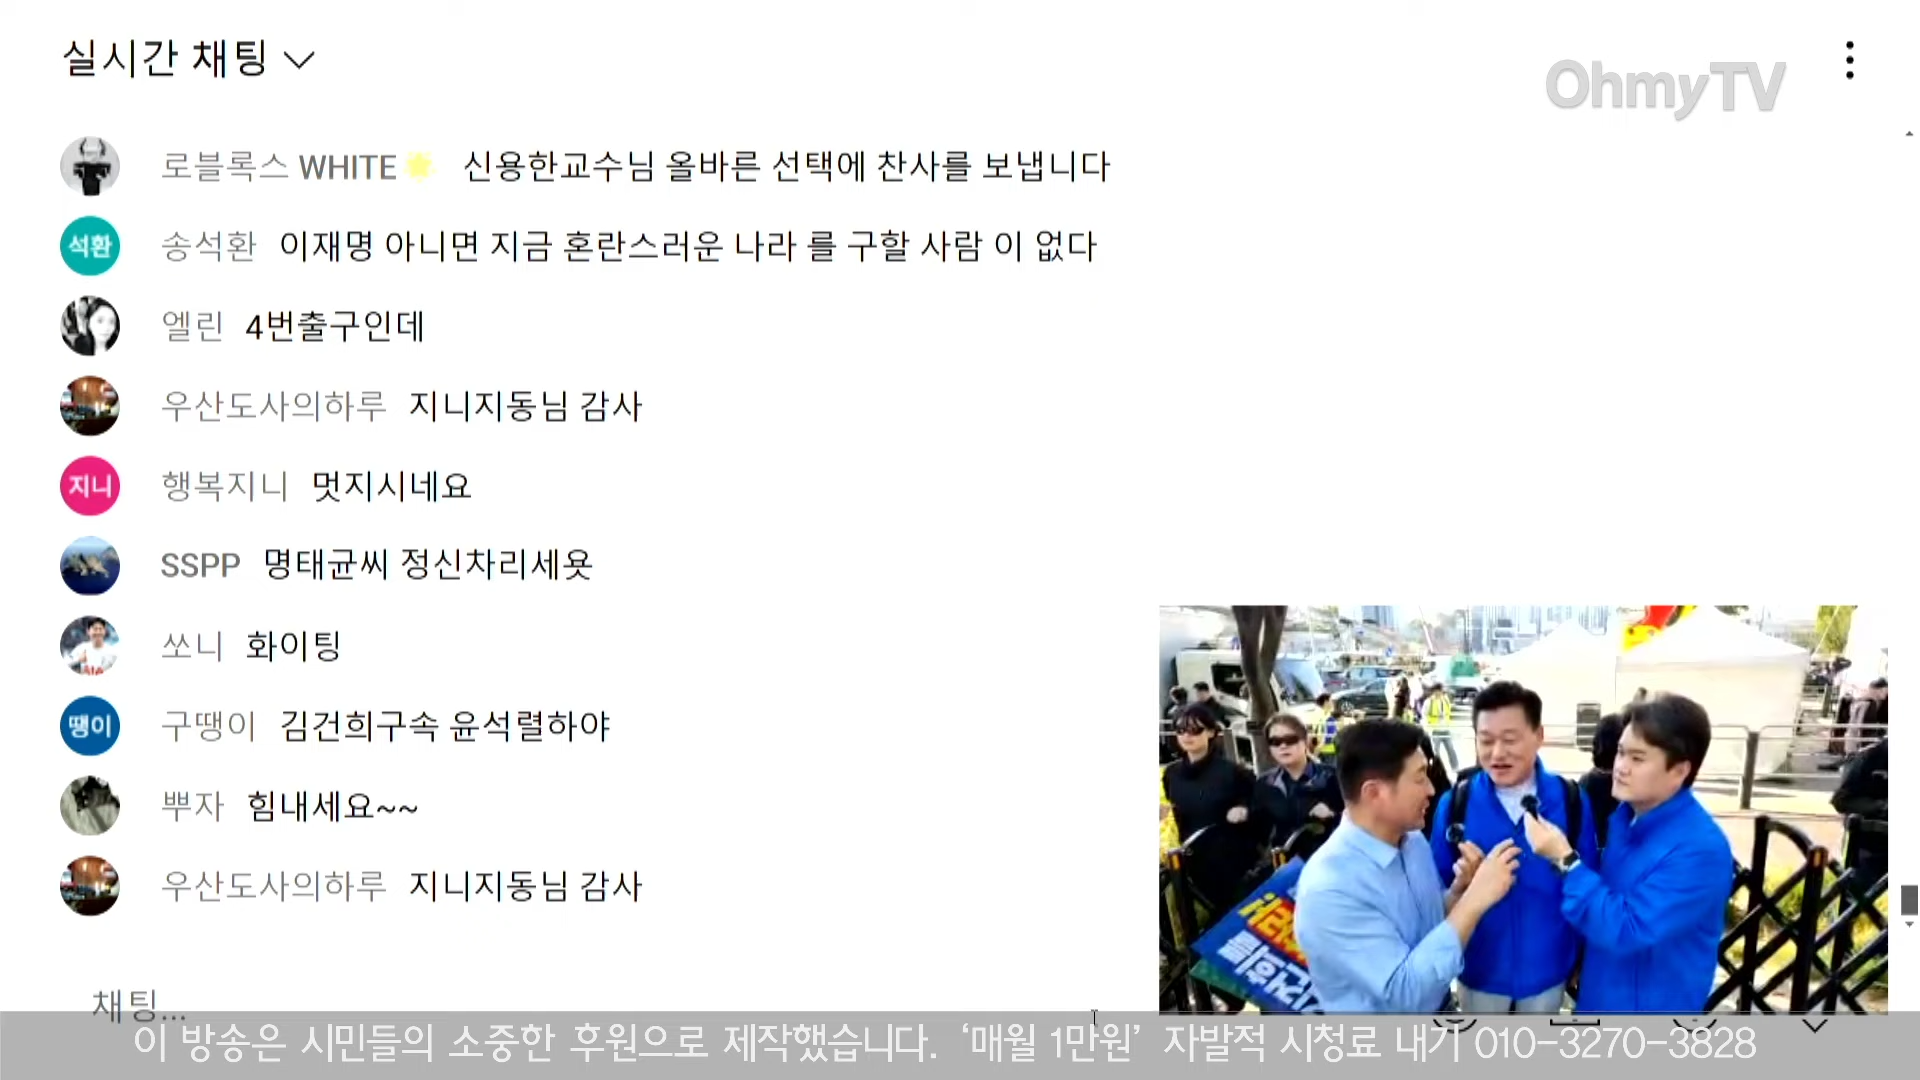 실시간 채팅
OhmyTV
로블록스 WHITE 신용한교수님 올바른 선택에 찬사를 보냅니다
석환 송석환 이재명 아니면 지금 혼란스러운 나라 를 구할 사람 이 없다
엘린 4번출구인데
우산도사의하루 지니지동님 감사
지니 행복지니 멋지시네요
SSPP 명태균씨 정신차리세욧
쏘니 화이팅
땡이 구땡이 김건희구속 윤석렬하야
뿌자 힘내세요~~
우산도사의하루 지니지동님 감사
채팅...
이 방송은 시민들의 소중한 후원으로 제작했습니다. ‘매월 1만원’ 자발적 시청료 내기 010-3270-3828